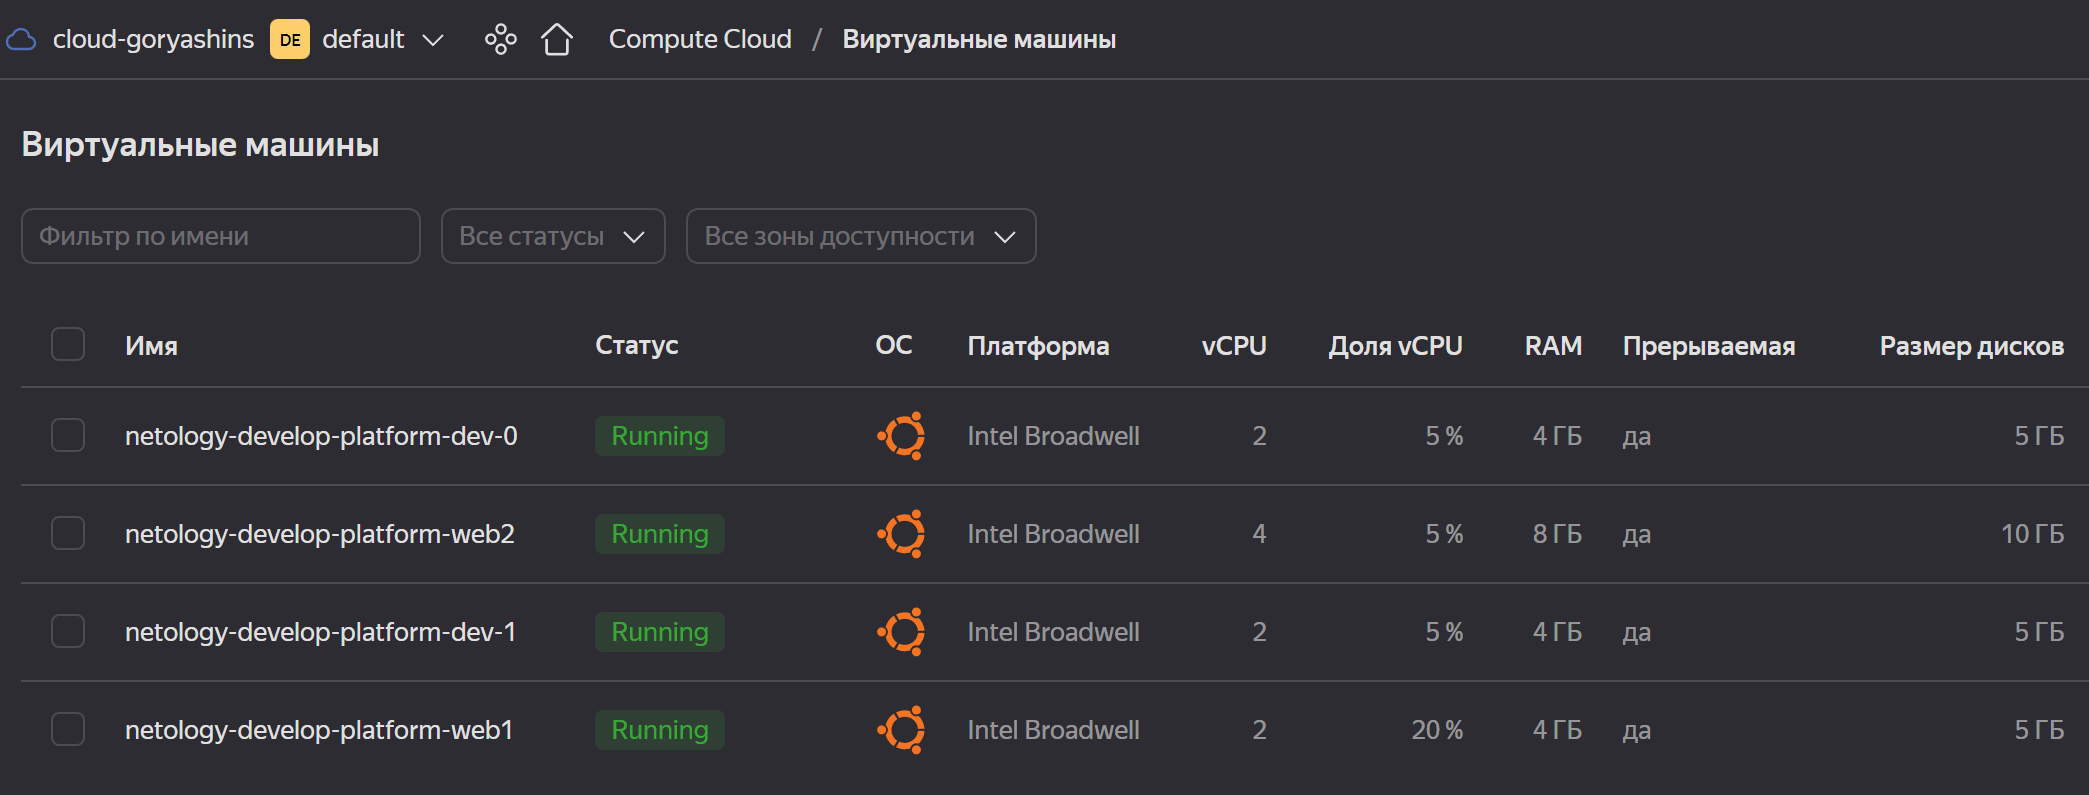 cloud-goryashins DE default Compute Cloud / Виртуальные машины
Виртуальные машины
Фильтр по имени Все статусы Все зоны доступности
Имя Статус ОС Платформа vCPU Доля vCPU RAM Прерываемая Размер дисков
netology-develop-platform-dev-0 Running Intel Broadwell 2 5 % 4 ГБ да 5 ГБ
netology-develop-platform-web2 Running Intel Broadwell 4 5 % 8 ГБ да 10 ГБ
netology-develop-platform-dev-1 Running Intel Broadwell 2 5 % 4 ГБ да 5 ГБ
netology-develop-platform-web1 Running Intel Broadwell 2 20 % 4 ГБ да 5 ГБ